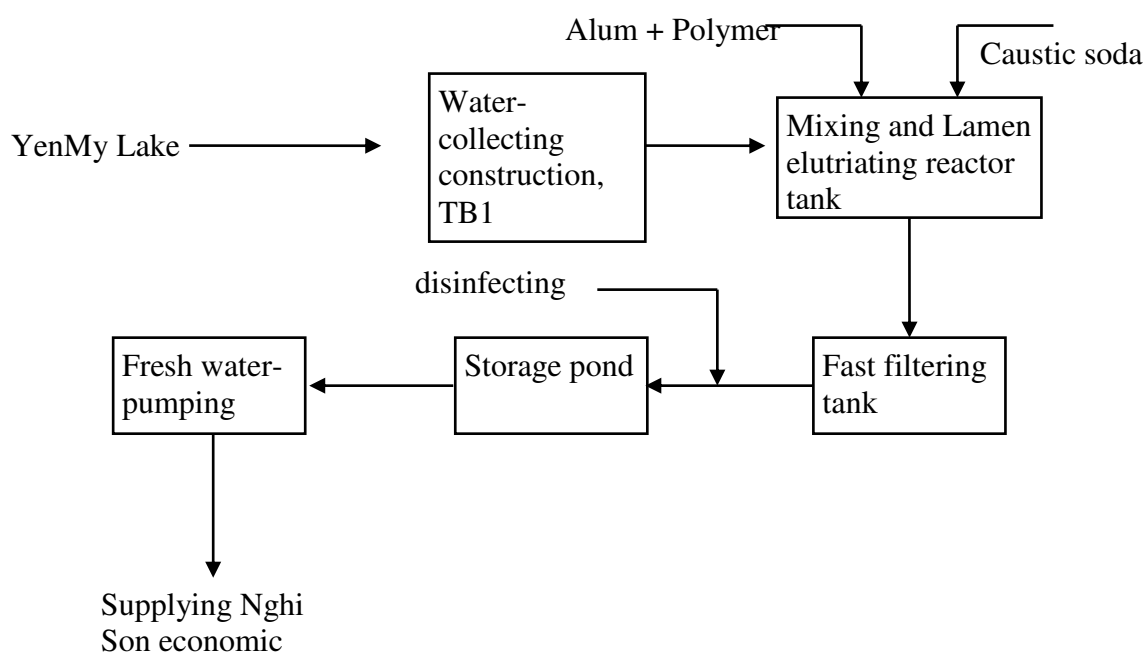 Alum + Polymer
Caustic soda
YenMy Lake
Water-
collecting
construction,
TB1
Mixing and Lamen
elutriating reactor
tank
disinfecting
Fresh water-
pumping
Storage pond
Fast filtering
tank
Supplying Nghi
Son economic